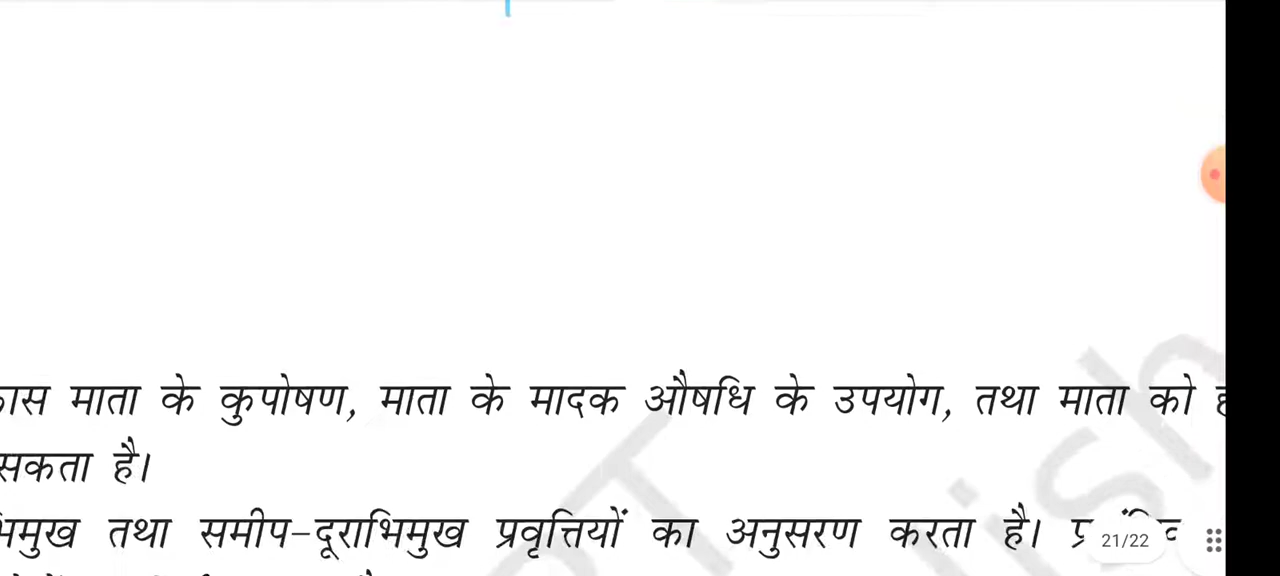 माता के कुपोषण, माता के मादक औषधि के उपयोग, तथा माता को
सकता है।
तथा समीप-दूराभिमुख प्रवृत्तियों का अनुसरण करता है।
21/22